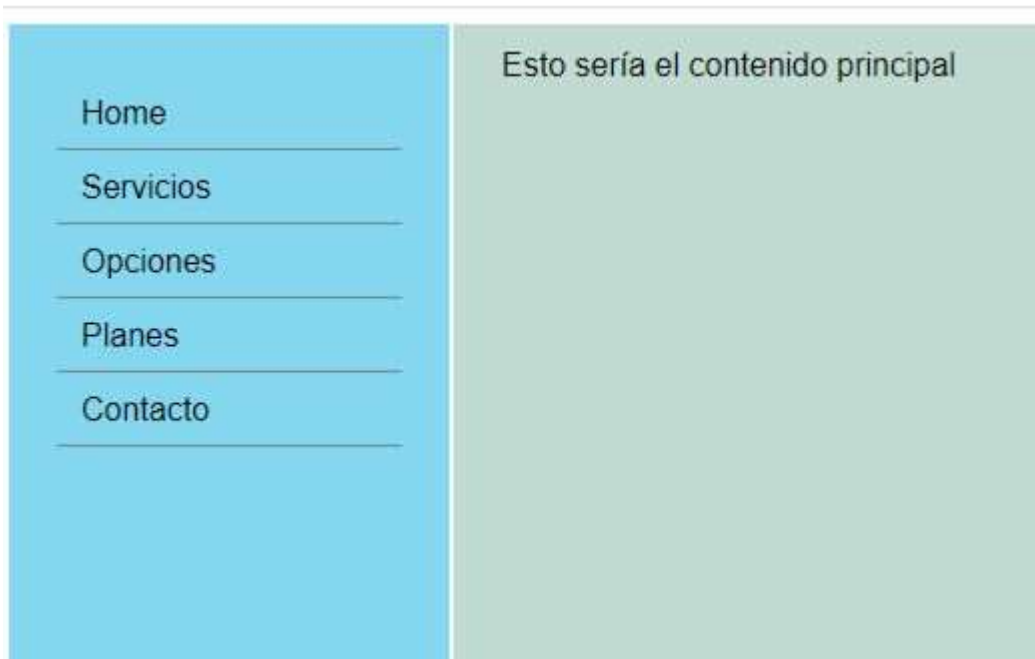 Home
Servicios
Opciones
Planes
Contacto
Esto sería el contenido principal